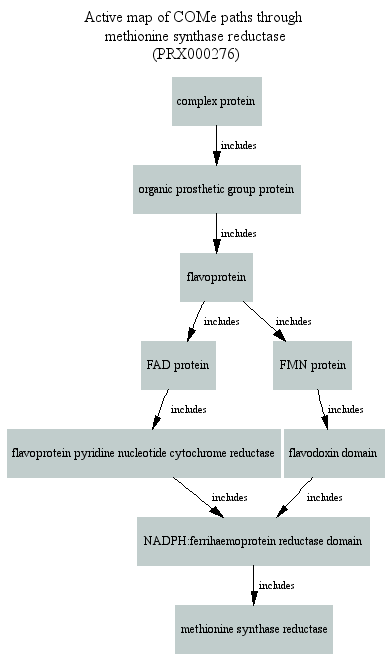 Active map of COMe paths through
methionine synthase reductase
(PRX000276)
complex protein
includes
organic prosthetic group protein
includes
flavoprotein
includes
includes
FAD protein
FMN protein
includes
includes
flavoprotein pyridine nucleotide cytochrome reductase
flavodoxin domain
includes
includes
NADPH:ferrihaemoprotein reductase domain
includes
methionine synthase reductase